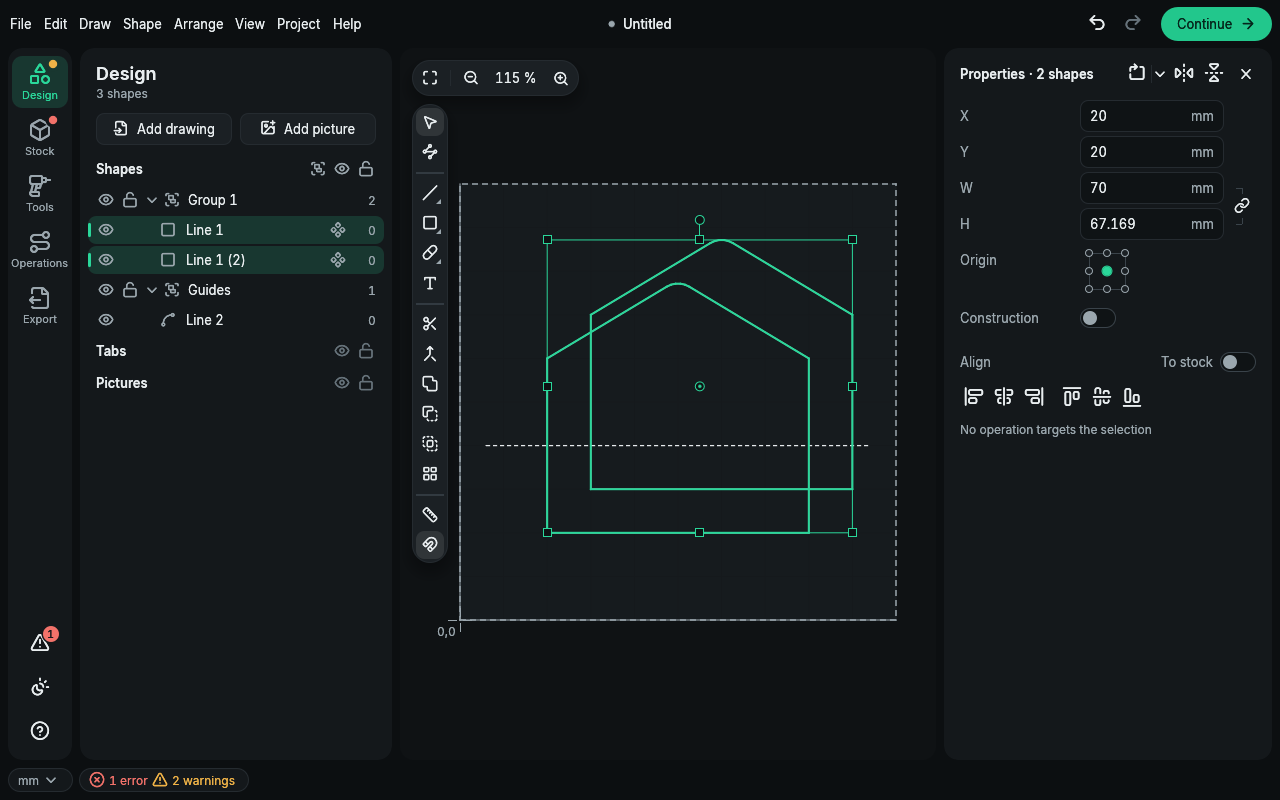 File Edit Draw Shape Arrange View Project Help
Untitled
Continue
Design
Stock
Tools
Operations
Export
1
Design
3 shapes
Add drawing
Add picture
Shapes
Group 1 2
Line 1 0
Line 1 (2) 0
Guides 1
Line 2 0
Tabs
Pictures
115 %
0,0
Properties · 2 shapes
X 20 mm
Y 20 mm
W 70 mm
H 67.169 mm
Origin
Construction
Align To stock
No operation targets the selection
mm
1 error 2 warnings